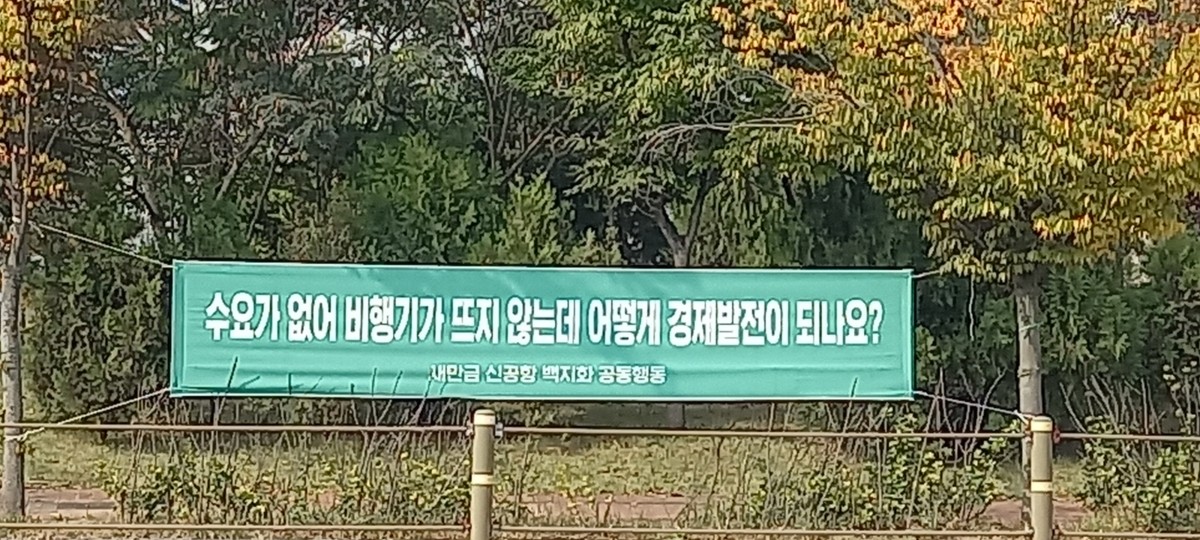 수요가 없어 비행기가 뜨지 않는데 어떻게 경제발전이 되나요?
새만금 신공항 백지화 공동행동